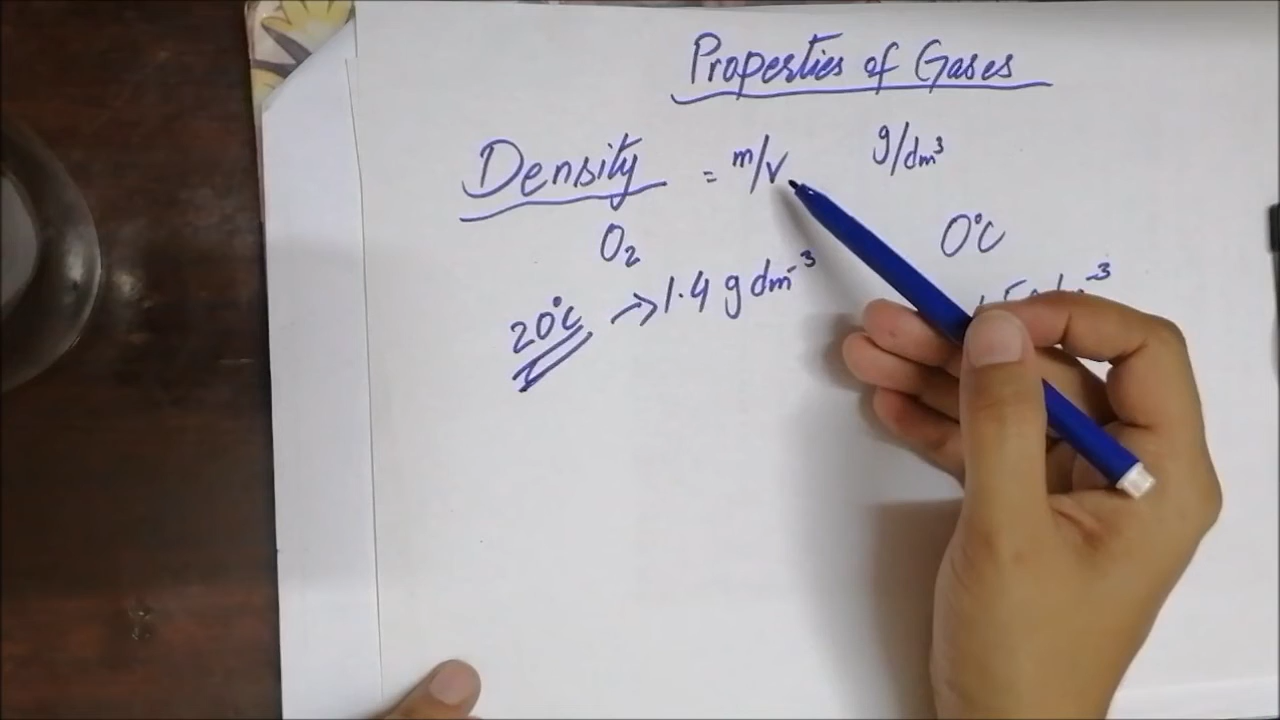 Properties of Gases
Density = m/v g/dm³
O₂ 0°C
20°C → 1.4 g dm⁻³